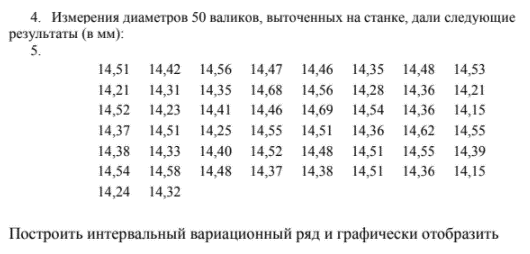 4. Измерения диаметров 50 валиков, выточенных на станке, дали следующие
результаты (в мм):
5.
14,51 14,42 14,56 14,47 14,46 14,35 14,48 14,53
14,21 14,31 14,35 14,68 14,56 14,28 14,36 14,21
14,52 14,23 14,41 14,46 14,69 14,54 14,36 14,15
14,37 14,51 14,25 14,55 14,51 14,36 14,62 14,55
14,38 14,33 14,40 14,52 14,48 14,51 14,55 14,39
14,54 14,58 14,48 14,37 14,38 14,51 14,36 14,15
14,24 14,32
Построить интервальный вариационный ряд и графически отобразить